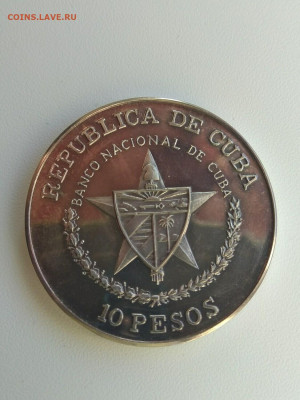 COINS.LAVE.RU
REPUBLICA DE CUBA
BANCO NACIONAL DE CUBA
10 PESOS